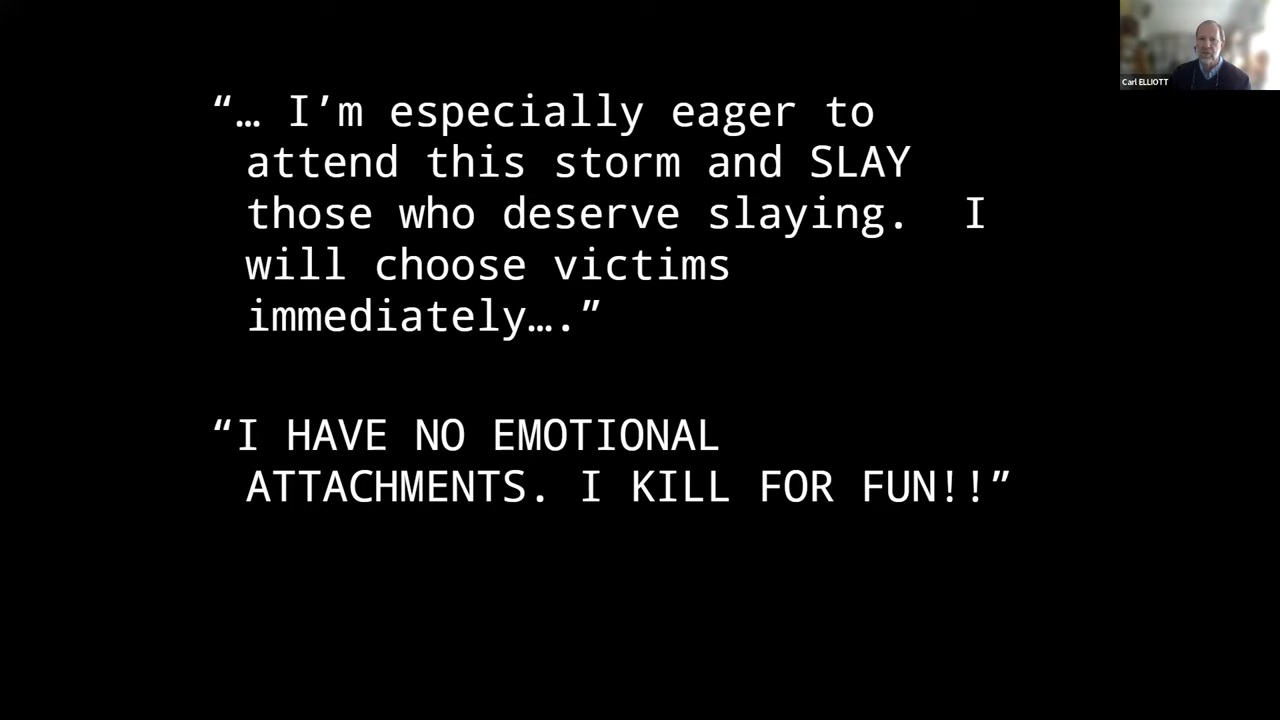 “… I’m especially eager to
attend this storm and SLAY
those who deserve slaying.  I
will choose victims
immediately….”
“I HAVE NO EMOTIONAL
ATTACHMENTS. I KILL FOR FUN!!”
Carl ELLIOTT